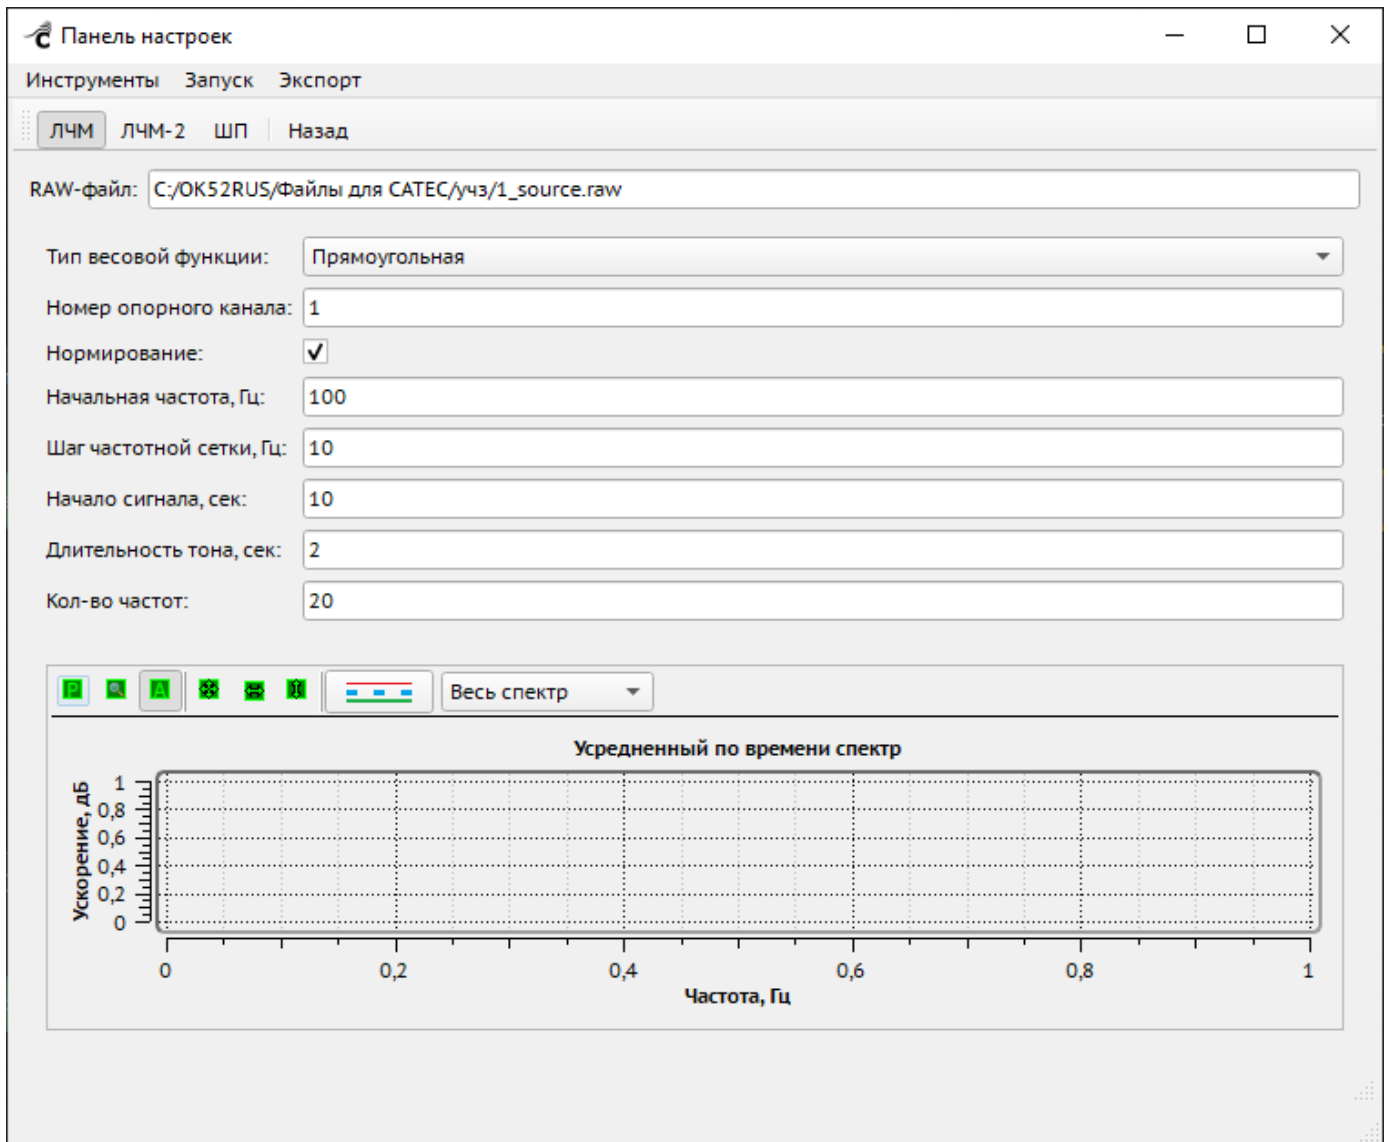 Панель настроек
Инструменты Запуск Экспорт
ЛЧМ ЛЧМ-2 ШП Назад
RAW-файл: C:/OK52RUS/Файлы для CATEC/учз/1_source.raw
Тип весовой функции: Прямоугольная
Номер опорного канала: 1
Нормирование:
Начальная частота, Гц: 100
Шаг частотной сетки, Гц: 10
Начало сигнала, сек: 10
Длительность тона, сек: 2
Кол-во частот: 20
P A Весь спектр
Усредненный по времени спектр
Ускорение, дБ
1
0,8
0,6
0,4
0,2
0
0 0,2 0,4 0,6 0,8 1
Частота, Гц